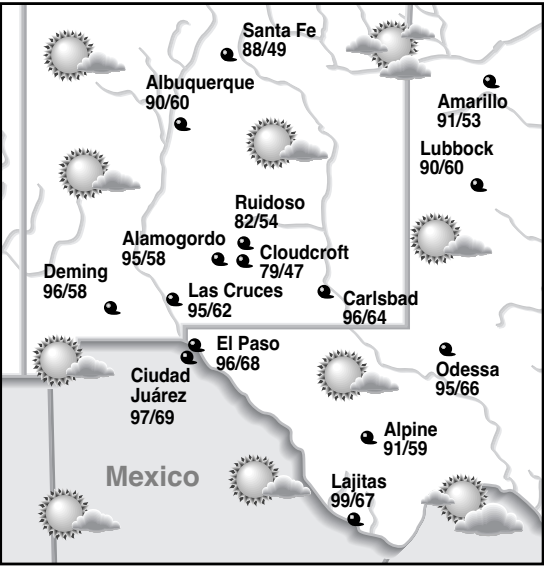 Santa Fe
88/49
Albuquerque
90/60
Amarillo
91/53
Lubbock
90/60
Ruidoso
82/54
Alamogordo
95/58
Cloudcroft
79/47
Deming
96/58
Las Cruces
95/62
Carlsbad
96/64
El Paso
96/68
Ciudad
Juárez
97/69
Odessa
95/66
Alpine
91/59
Mexico
Lajitas
99/67